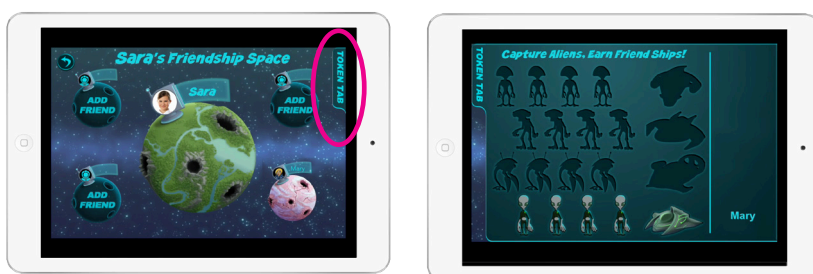 Sara's Friendship Space
TOKEN TAB
ADD
FRIEND
Sara
ADD
FRIEND
ADD
FRIEND
Capture Aliens, Earn Friend Ships!
TOKEN TAB
Mary